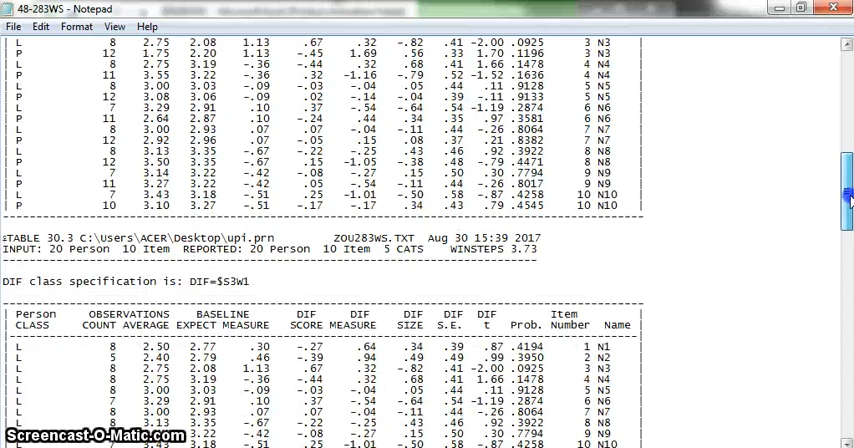 48-283WS - Notepad
File Edit Format View Help
| L 8 2.75 2.08 1.13 .67 .32 -.82 .41 -2.00 .0925 3 N3 |
| P 12 1.75 2.20 1.13 -.45 1.69 .56 .33 1.70 .1196 3 N3 |
| L 8 2.75 3.19 -.36 -.44 .32 .68 .41 1.66 .1478 4 N4 |
| P 11 3.55 3.22 -.36 .32 -1.16 -.79 .52 -1.52 .1636 4 N4 |
| L 8 3.00 3.03 -.09 -.03 -.04 .05 .44 .11 .9128 5 N5 |
| P 12 3.08 3.06 -.09 .02 -.14 -.04 .39 -.11 .9133 5 N5 |
| L 7 3.29 2.91 .10 .37 -.54 -.64 .54 -1.19 .2874 6 N6 |
| P 11 2.64 2.87 .10 -.24 .44 .34 .35 .97 .3581 6 N6 |
| L 8 3.00 2.93 .07 .07 -.04 -.11 .44 -.26 .8064 7 N7 |
| P 12 2.92 2.96 .07 -.05 .15 .08 .37 .21 .8382 7 N7 |
| L 8 3.13 3.35 -.67 -.22 -.25 .43 .46 .92 .3922 8 N8 |
| P 12 3.50 3.35 -.67 .15 -1.05 -.38 .48 -.79 .4471 8 N8 |
| L 7 3.14 3.22 -.42 -.08 -.27 .15 .50 .30 .7794 9 N9 |
| P 11 3.27 3.22 -.42 .05 -.54 -.11 .44 -.26 .8017 9 N9 |
| L 7 3.43 3.18 -.51 .25 -1.01 -.50 .58 -.87 .4258 10 N10 |
| P 10 3.10 3.27 -.51 -.17 -.17 .34 .43 .79 .4545 10 N10 |
TABLE 30.3 C:\Users\ACER\Desktop\upi.prn ZOU283WS.TXT Aug 30 15:39 2017
INPUT: 20 Person 10 Item REPORTED: 20 Person 10 Item 5 CATS WINSTEPS 3.73
DIF class specification is: DIF=$S3W1
| Person OBSERVATIONS BASELINE DIF DIF DIF DIF DIF Item |
| CLASS COUNT AVERAGE EXPECT MEASURE SCORE MEASURE SIZE S.E. t Prob. Number Name |
| L 8 2.50 2.77 .30 -.27 .64 .34 .39 .87 .4194 1 N1 |
| L 5 2.40 2.79 .46 -.39 .94 .49 .49 .99 .3950 2 N2 |
| L 8 2.75 2.08 1.13 .67 .32 -.82 .41 -2.00 .0925 3 N3 |
| L 8 2.75 3.19 -.36 -.44 .32 .68 .41 1.66 .1478 4 N4 |
| L 8 3.00 3.03 -.09 -.03 -.04 .05 .44 .11 .9128 5 N5 |
| L 7 3.29 2.91 .10 .37 -.54 -.64 .54 -1.19 .2874 6 N6 |
| L 8 3.00 2.93 .07 .07 -.04 -.11 .44 -.26 .8064 7 N7 |
| L 8 3.13 3.35 -.67 -.22 -.25 .43 .46 .92 .3922 8 N8 |
-.42 -.08 -.27 .15 .50 .30 .7794 9 N9 |
Screencast-O-Matic.com
7 3.43 3.18 -.51 .25 -1.01 -.50 .58 -.87 .4258 10 N10 |